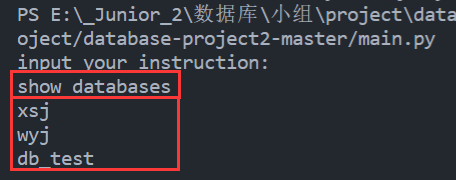 PS E:\_Junior_2\数据库\小组\project\data
oject/database-project2-master/main.py
input your instruction:
show databases
xsj
wyj
db_test